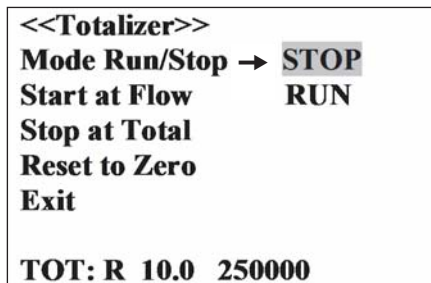 <<Totalizer>>
Mode Run/Stop → STOP
Start at Flow RUN
Stop at Total
Reset to Zero
Exit
TOT: R 10.0 250000